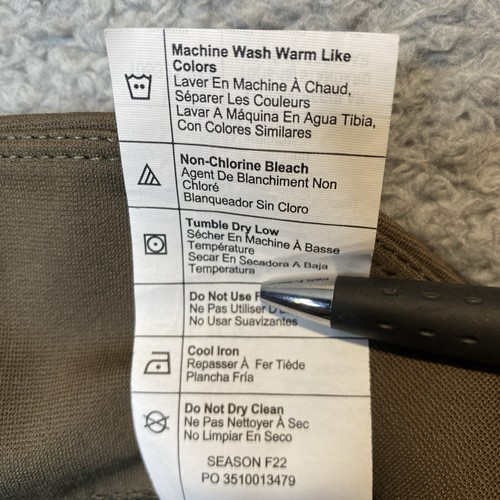 Machine Wash Warm Like
Colors
Laver En Machine À Chaud,
Séparer Les Couleurs
Lavar A Máquina En Agua Tibia,
Con Colores Similares
Non-Chlorine Bleach
Agent De Blanchiment Non
Chloré
Blanqueador Sin Cloro
Tumble Dry Low
Sécher En Machine À Basse
Température
Secar En Secadora A Baja
Temperatura
Do Not Use
Ne Pas Utiliser
No Usar Suavizantes
Cool Iron
Repasser À Fer Tiède
Plancha Fría
Do Not Dry Clean
Ne Pas Nettoyer À Sec
No Limpiar En Seco
SEASON F22
PO 3510013479